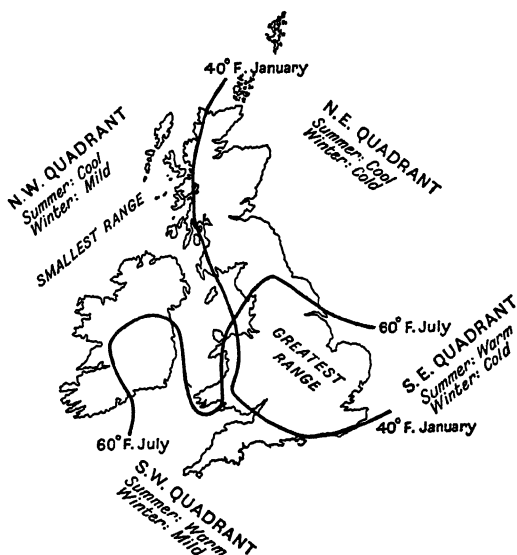 40° F. January
N.W. QUADRANT
Summer: Cool
Winter: Mild
SMALLEST RANGE
N.E. QUADRANT
Summer: Cool
Winter: Cold
GREATEST
RANGE
60° F. July
S.E. QUADRANT
Summer: Warm
Winter: Cold
40° F. January
60° F. July
S.W. QUADRANT
Summer: Warm
Winter: Mild